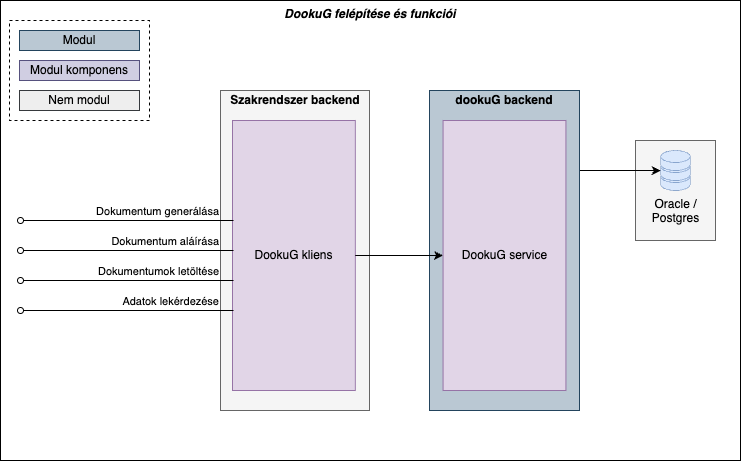 DookuG felépítése és funkciói
Modul
Modul komponens
Nem modul
Szakrendszer backend
dookuG backend
Dokumentum generálása
Dokumentum aláírása
Dokumentumok letöltése
Adatok lekérdezése
DookuG kliens
DookuG service
Oracle /
Postgres